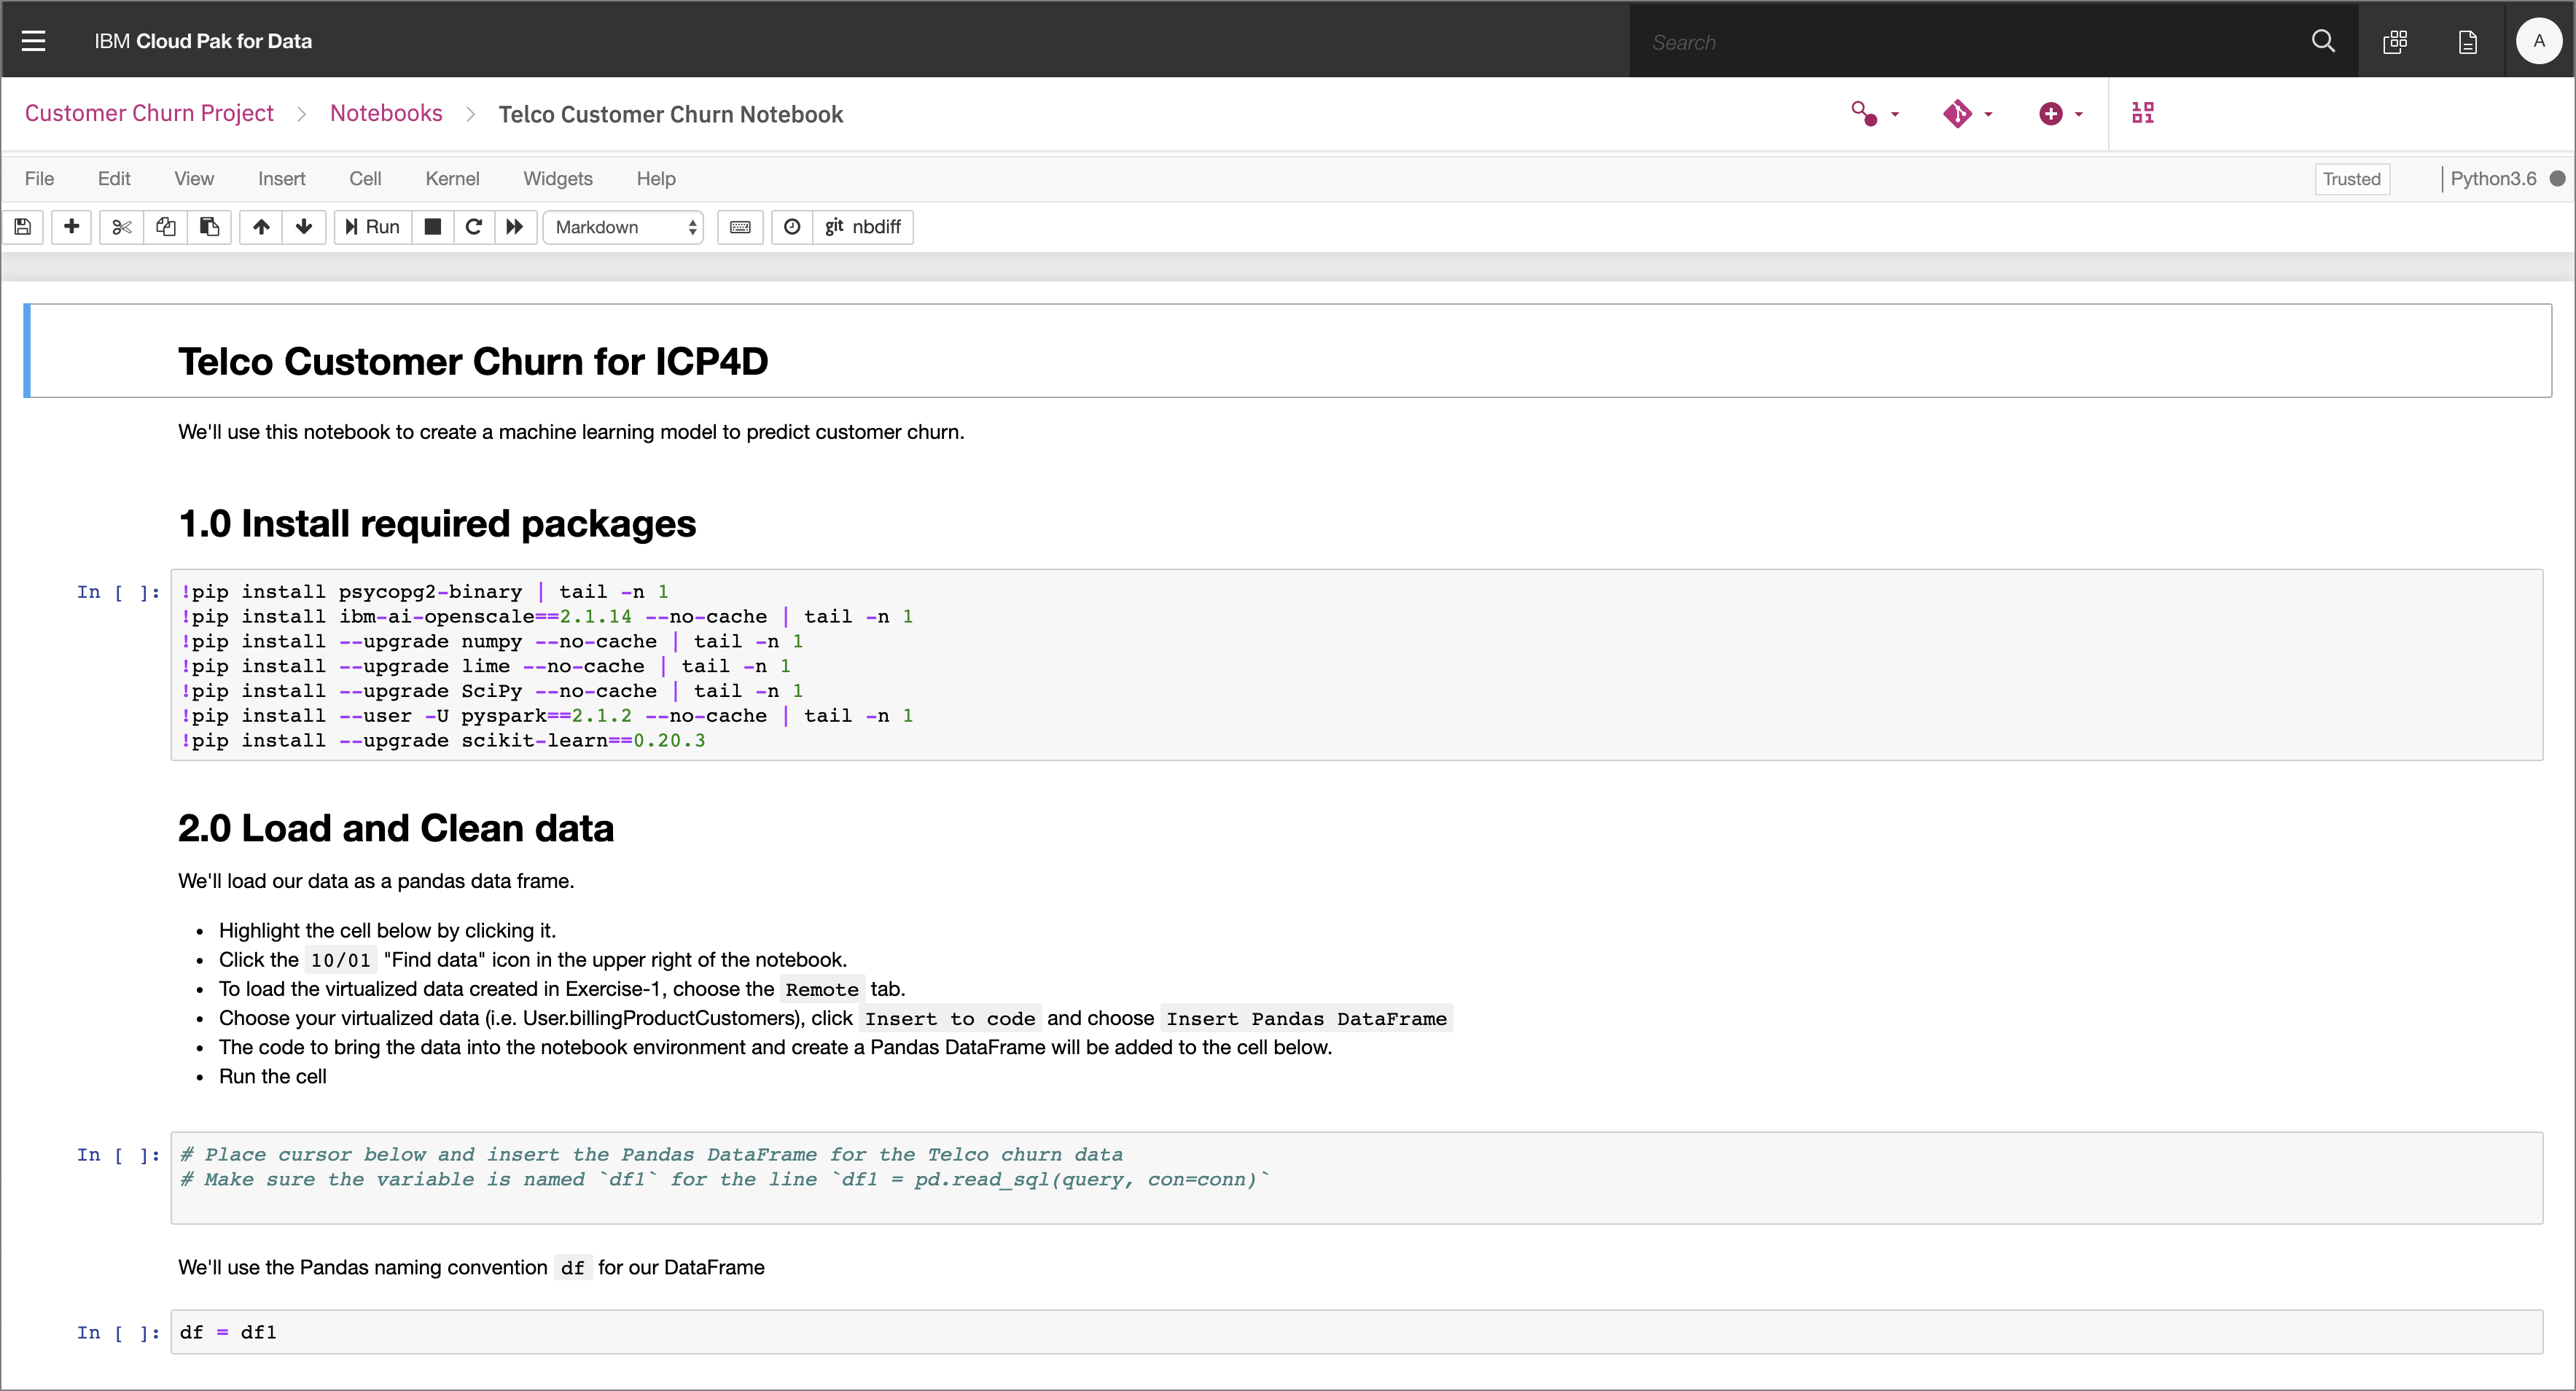 IBM Cloud Pak for Data
Search
A
Customer Churn Project > Notebooks > Telco Customer Churn Notebook
File Edit View Insert Cell Kernel Widgets Help
Trusted
Python3.6
Run
Markdown
git nbdiff
Telco Customer Churn for ICP4D
We'll use this notebook to create a machine learning model to predict customer churn.
1.0 Install required packages
In [ ]: !pip install psycopg2-binary | tail -n 1
!pip install ibm-ai-openscale==2.1.14 --no-cache | tail -n 1
!pip install --upgrade numpy --no-cache | tail -n 1
!pip install --upgrade lime --no-cache | tail -n 1
!pip install --upgrade SciPy --no-cache | tail -n 1
!pip install --user -U pyspark==2.1.2 --no-cache | tail -n 1
!pip install --upgrade scikit-learn==0.20.3
2.0 Load and Clean data
We'll load our data as a pandas data frame.
• Highlight the cell below by clicking it.
• Click the 10/01 "Find data" icon in the upper right of the notebook.
• To load the virtualized data created in Exercise-1, choose the Remote tab.
• Choose your virtualized data (i.e. User.billingProductCustomers), click Insert to code and choose Insert Pandas DataFrame
• The code to bring the data into the notebook environment and create a Pandas DataFrame will be added to the cell below.
• Run the cell
In [ ]: # Place cursor below and insert the Pandas DataFrame for the Telco churn data
# Make sure the variable is named `df1` for the line `df1 = pd.read_sql(query, con=conn)`
We'll use the Pandas naming convention df for our DataFrame
In [ ]: df = df1